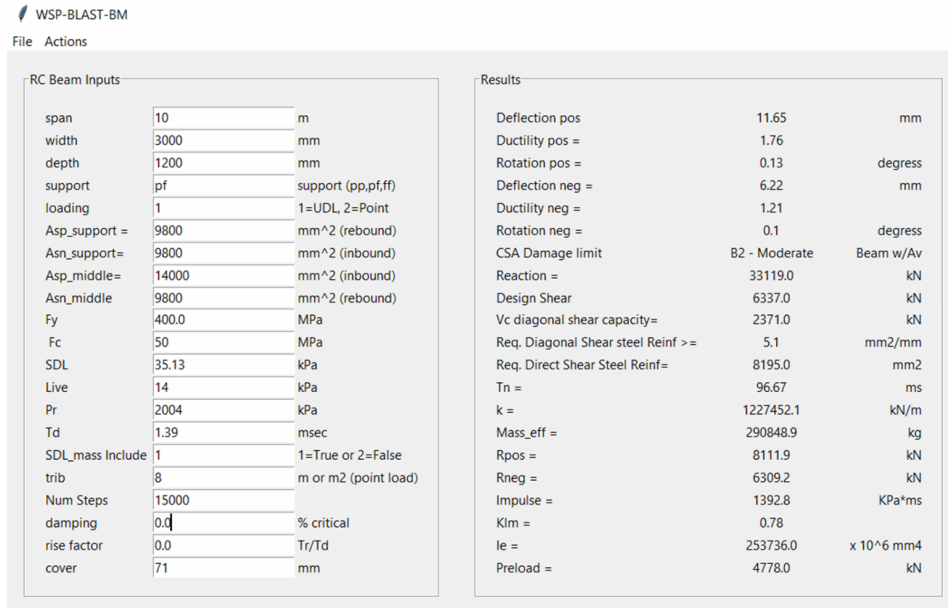 WSP-BLAST-BM
File Actions
RC Beam Inputs
span 10 m
width 3000 mm
depth 1200 mm
support pf support (pp,pf,ff)
loading 1 1=UDL, 2=Point
Asp_support = 9800 mm^2 (rebound)
Asn_support= 9800 mm^2 (inbound)
Asp_middle= 14000 mm^2 (inbound)
Asn_middle 9800 mm^2 (rebound)
Fy 400.0 MPa
Fc 50 MPa
SDL 35.13 kPa
Live 14 kPa
Pr 2004 kPa
Td 1.39 msec
SDL_mass Include 1 1=True or 2=False
trib 8 m or m2 (point load)
Num Steps 15000
damping 0.0 % critical
rise factor 0.0 Tr/Td
cover 71 mm
Results
Deflection pos 11.65 mm
Ductility pos = 1.76
Rotation pos = 0.13 degress
Deflection neg = 6.22 mm
Ductility neg = 1.21
Rotation neg = 0.1 degress
CSA Damage limit B2 - Moderate Beam w/Av
Reaction = 33119.0 kN
Design Shear 6337.0 kN
Vc diagonal shear capacity= 2371.0 kN
Req. Diagonal Shear steel Reinf >= 5.1 mm2/mm
Req. Direct Shear Steel Reinf= 8195.0 mm2
Tn = 96.67 ms
k = 1227452.1 kN/m
Mass_eff = 290848.9 kg
Rpos = 8111.9 kN
Rneg = 6309.2 kN
Impulse = 1392.8 KPa*ms
Klm = 0.78
Ie = 253736.0 x 10^6 mm4
Preload = 4778.0 kN